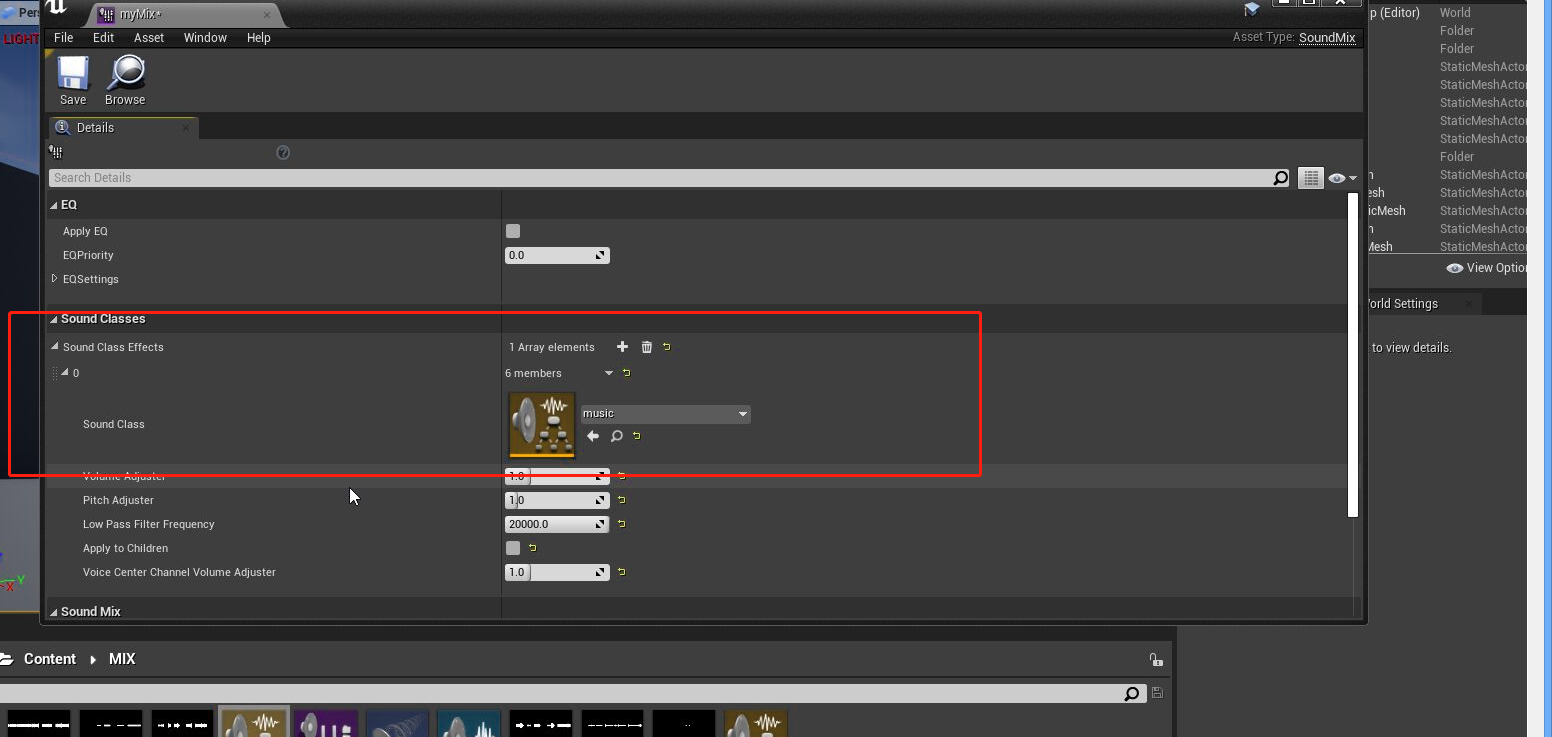 Pers
LIGHT
myMix*
File Edit Asset Window Help
Asset Type: SoundMix
Save Browse
Details
Search Details
EQ
Apply EQ
EQPriority 0.0
EQSettings
Sound Classes
Sound Class Effects 1 Array elements
0 6 members
Sound Class music
Volume Adjuster 1.0
Pitch Adjuster 1.0
Low Pass Filter Frequency 20000.0
Apply to Children
Voice Center Channel Volume Adjuster 1.0
Sound Mix
p (Editor) World
Folder
Folder
StaticMeshActor
StaticMeshActor
StaticMeshActor
StaticMeshActor
StaticMeshActor
Folder
n StaticMeshActor
esh StaticMeshActor
icMesh StaticMeshActor
n StaticMeshActor
Mesh StaticMeshActor
View Option
orld Settings
to view details.
X Y
Content MIX